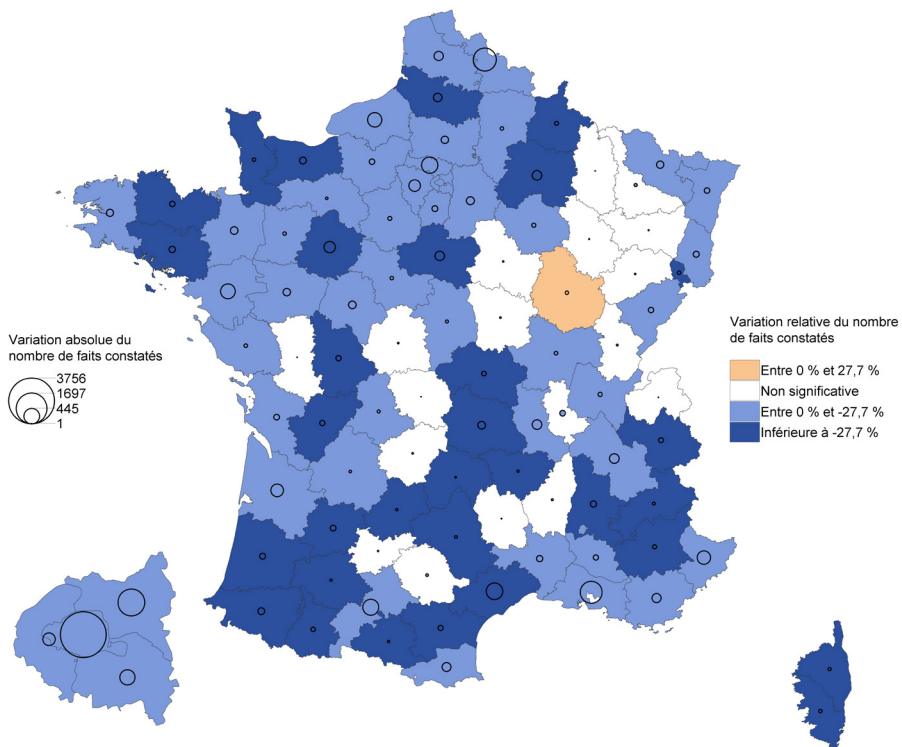 Variation absolue du
nombre de faits constatés
3756
1697
445
1
Variation relative du nombre
de faits constatés
Entre 0 % et 27,7 %
Non significative
Entre 0 % et -27,7 %
Inférieure à -27,7 %